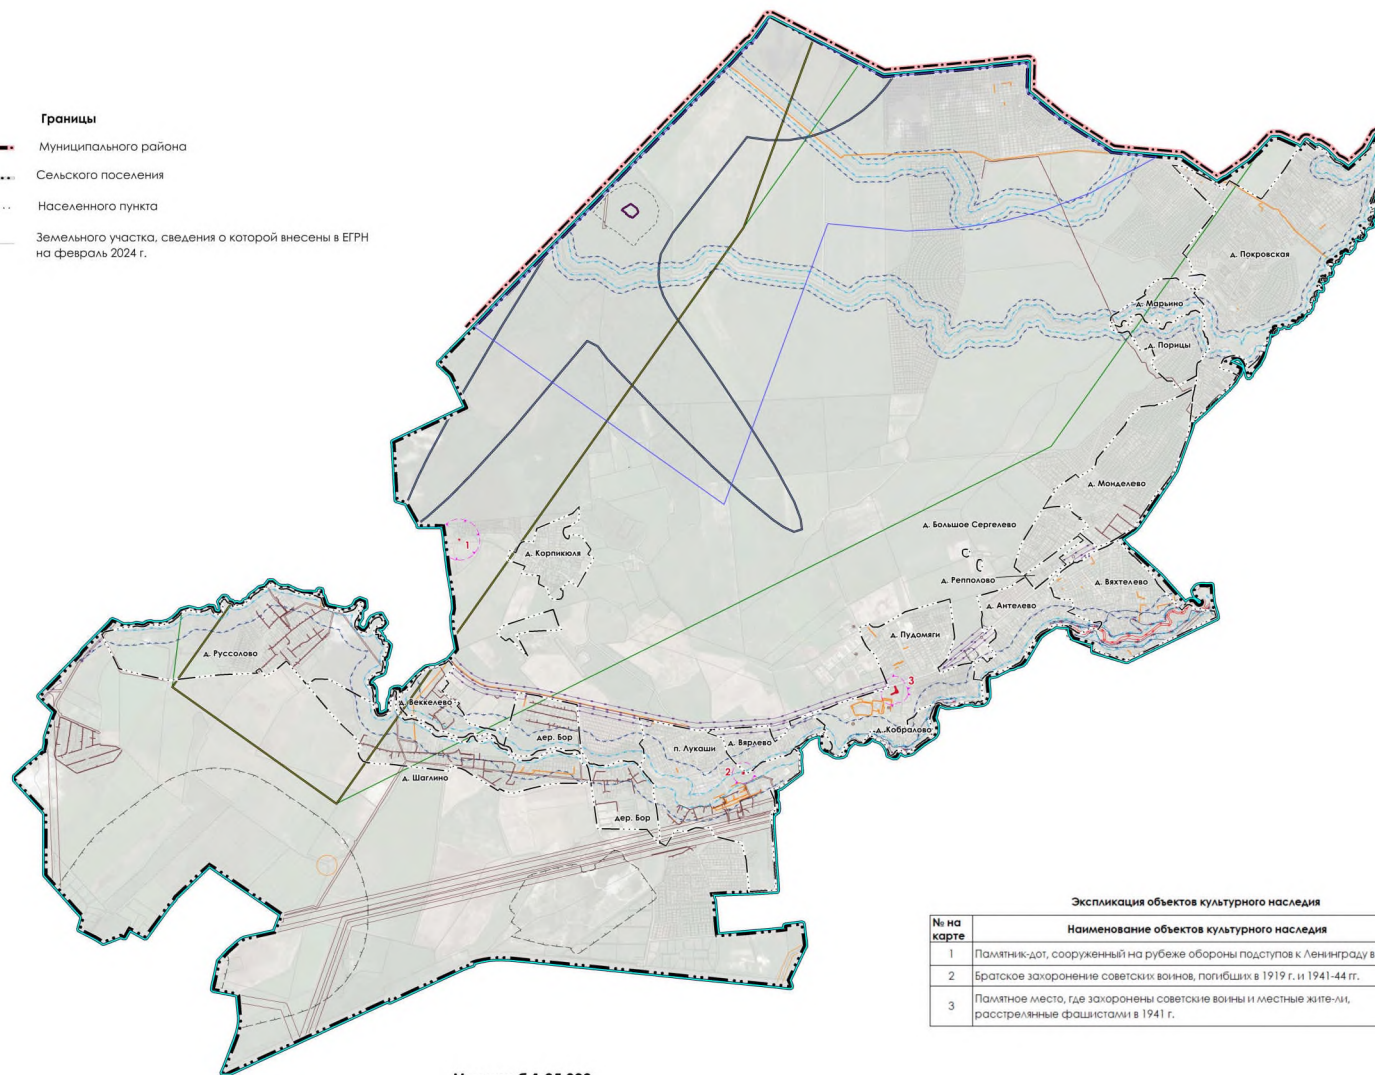 Границы
Муниципального района
Сельского поселения
Населенного пункта
Земельного участка, сведения о которой внесены в ЕГРН
на февраль 2024 г.
д. Покровская
д. Марьино
д. Порицы
д. Монделево
д. Большое Сергелево
1
д. Корпикюля
д. Репполово
д. Вяхтелево
д. Антелево
д. Пудомяги
д. Руссолово
3
д. Веккелево
д. Кобралово
дер. Бор
п. Лукаши
д. Вярлево
2
д. Шаглино
дер. Бор
Экспликация объектов культурного наследия
№ на
карте
Наименование объектов культурного наследия
1 Памятник-дот, сооруженный на рубеже обороны подступов к Ленинграду в
2 Братское захоронение советских воинов, погибших в 1919 г. и 1941-44 гг.
3 Памятное место, где захоронены советские воины и местные жите-ли,
расстрелянные фашистами в 1941 г.